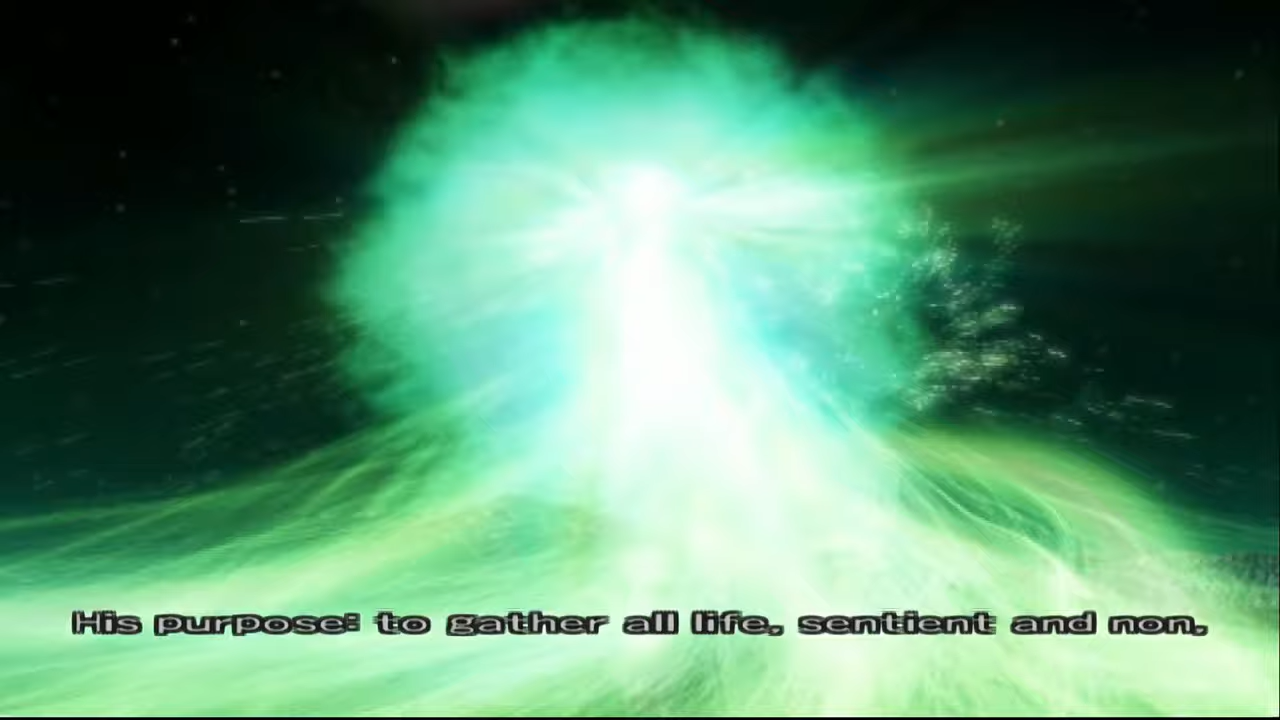 His purpose: to gather all life, sentient and non,